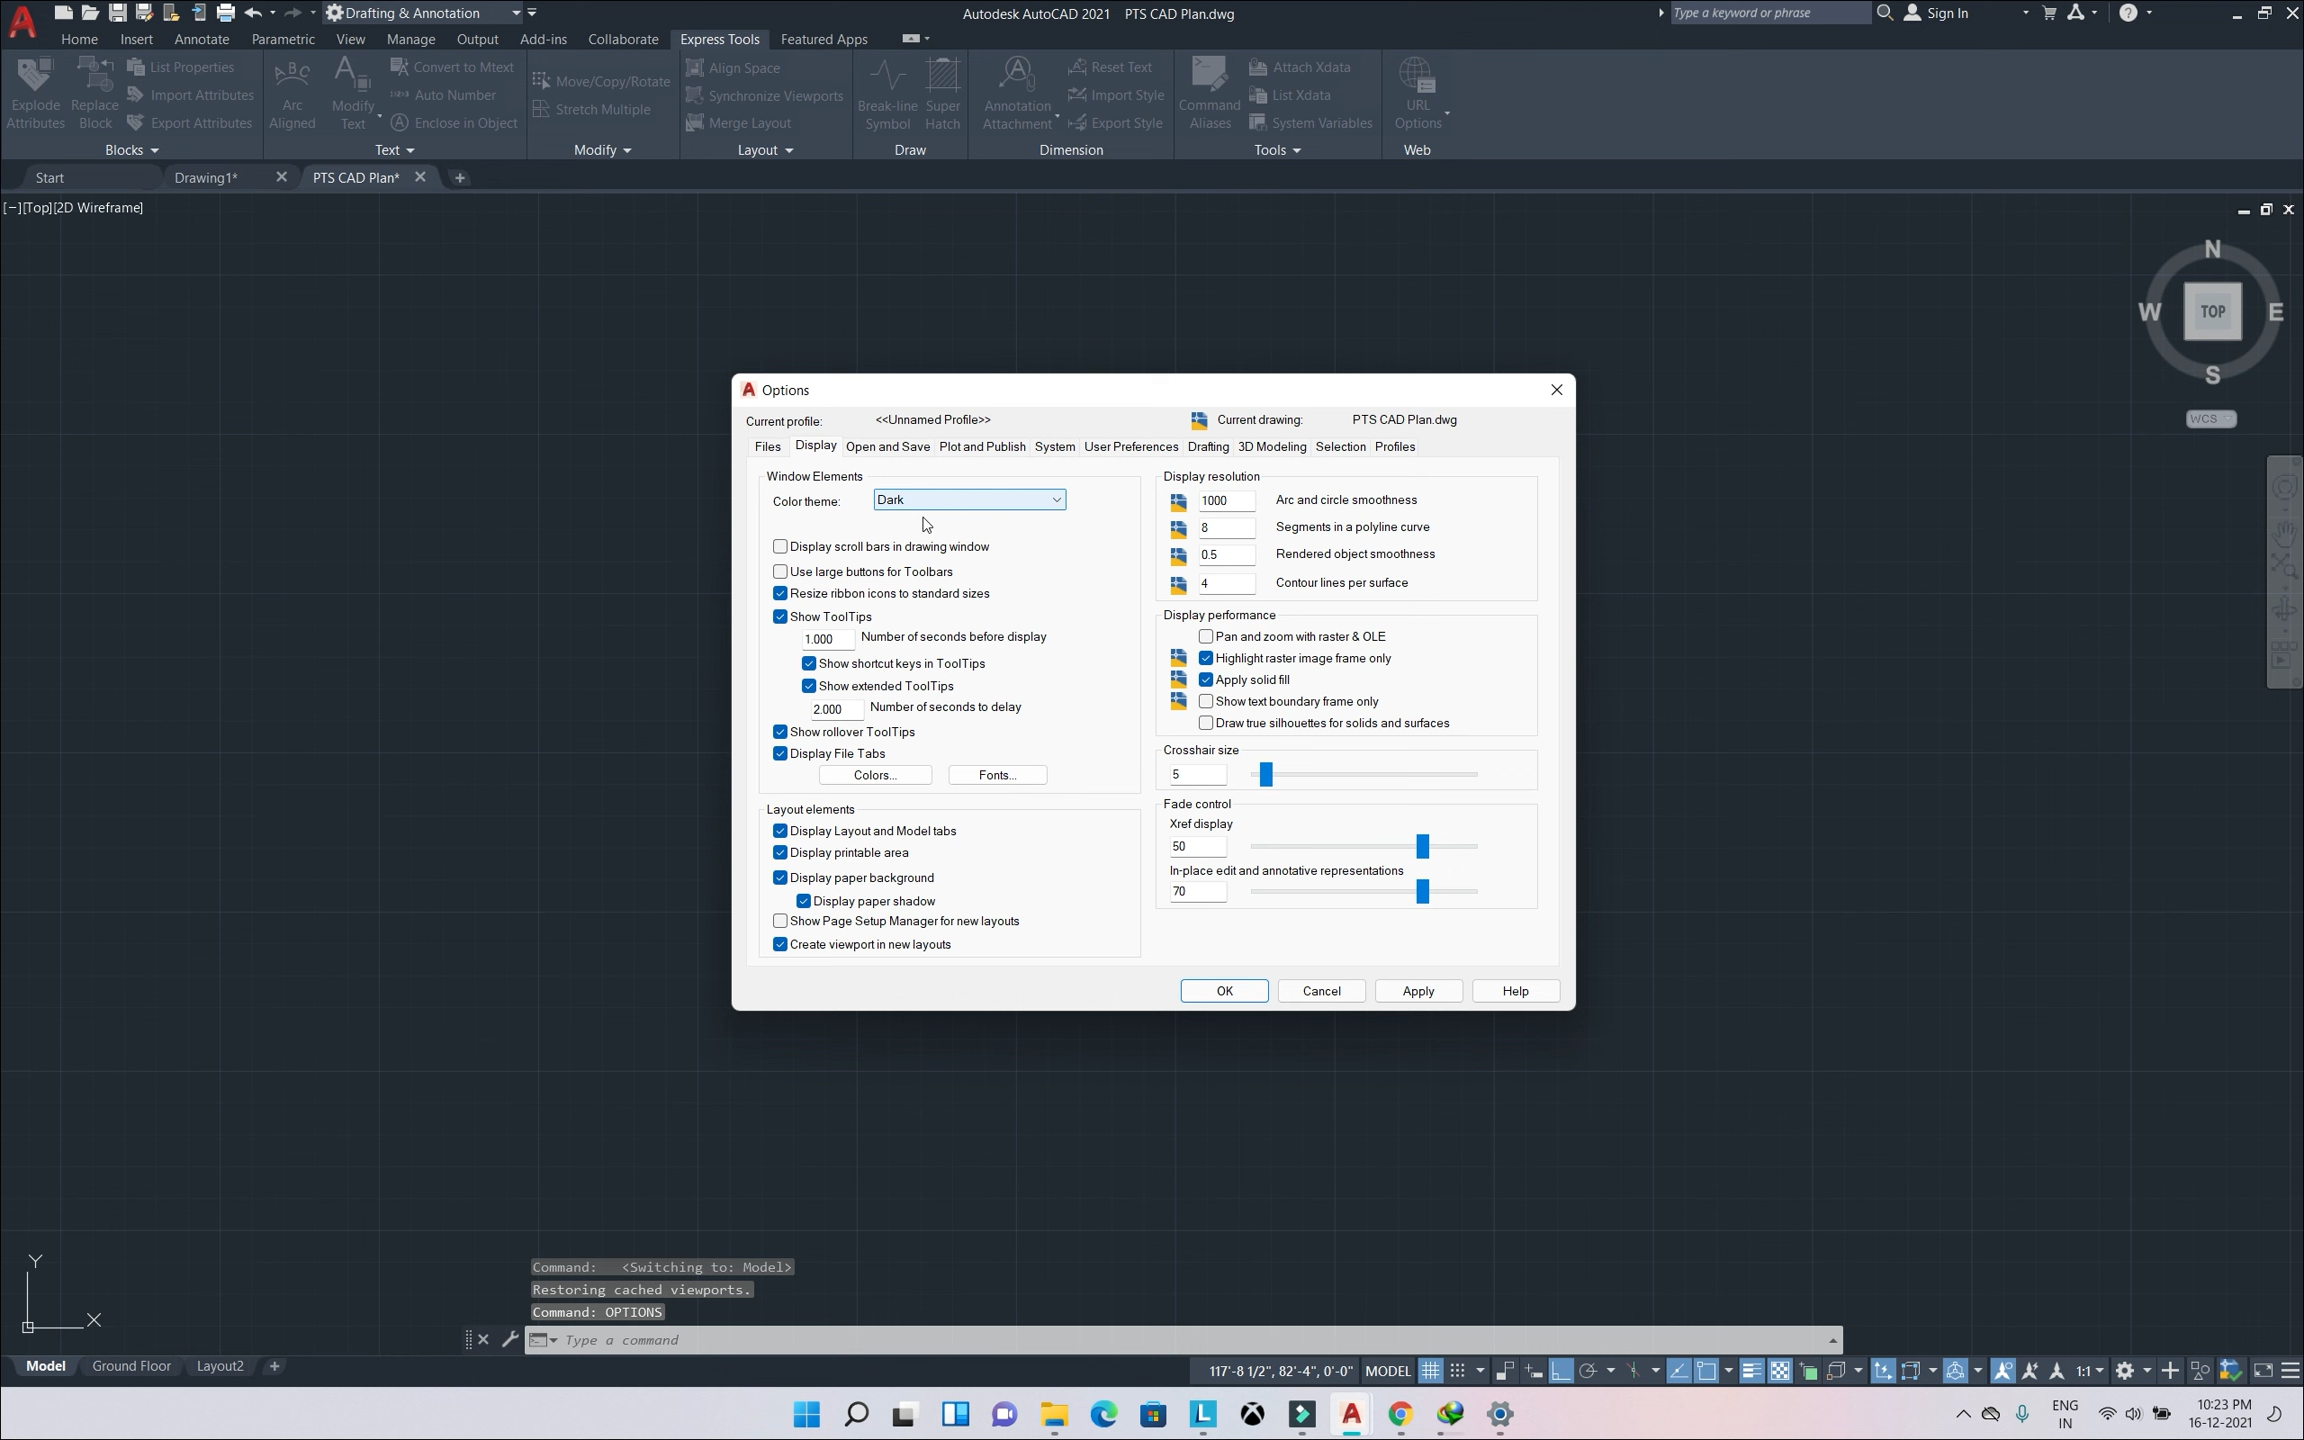 Drafting & Annotation
Autodesk AutoCAD 2021 PTS CAD Plan.dwg
Type a keyword or phrase
Sign In
Home Insert Annotate Parametric View Manage Output Add-ins Collaborate Express Tools Featured Apps
Explode Attributes
Replace Block
List Properties
Import Attributes
Export Attributes
Blocks
ABC
Arc Aligned
Modify Text
Convert to Mtext
Auto Number
Enclose in Object
Text
Move/Copy/Rotate
Stretch Multiple
Modify
Align Space
Synchronize Viewports
Merge Layout
Layout
Break-line Symbol
Super Hatch
Draw
Annotation Attachment
Reset Text
Import Style
Export Style
Dimension
Command Aliases
Attach Xdata
List Xdata
System Variables
Tools
URL Options
Web
Start Drawing1* PTS CAD Plan*
[−][Top][2D Wireframe]
N
W TOP E
S
WCS
Options
Current profile: <<Unnamed Profile>> Current drawing: PTS CAD Plan.dwg
Files Display Open and Save Plot and Publish System User Preferences Drafting 3D Modeling Selection Profiles
Window Elements
Color theme: Dark
Display scroll bars in drawing window
Use large buttons for Toolbars
Resize ribbon icons to standard sizes
Show ToolTips
1.000 Number of seconds before display
Show shortcut keys in ToolTips
Show extended ToolTips
2.000 Number of seconds to delay
Show rollover ToolTips
Display File Tabs
Colors... Fonts...
Layout elements
Display Layout and Model tabs
Display printable area
Display paper background
Display paper shadow
Show Page Setup Manager for new layouts
Create viewport in new layouts
Display resolution
1000 Arc and circle smoothness
8 Segments in a polyline curve
0.5 Rendered object smoothness
4 Contour lines per surface
Display performance
Pan and zoom with raster & OLE
Highlight raster image frame only
Apply solid fill
Show text boundary frame only
Draw true silhouettes for solids and surfaces
Crosshair size
5
Fade control
Xref display
50
In-place edit and annotative representations
70
OK Cancel Apply Help
Y
X
Command: <Switching to: Model>
Restoring cached viewports.
Command: OPTIONS
Type a command
Model Ground Floor Layout2
117'-8 1/2", 82'-4", 0'-0" MODEL 1:1
ENG
IN
10:23 PM
16-12-2021